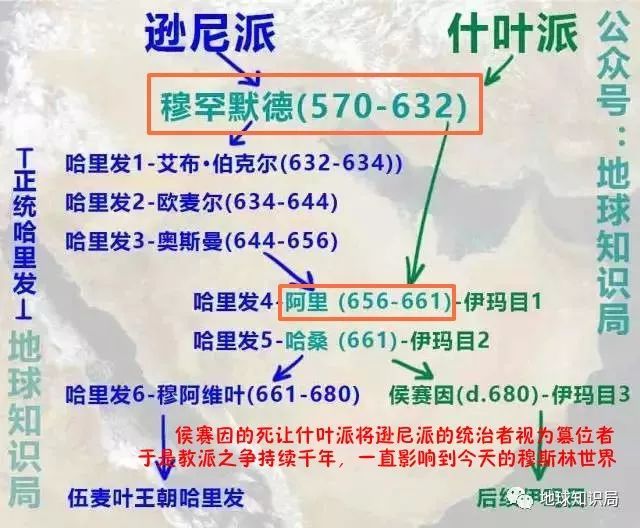 逊尼派
什叶派
穆罕默德(570-632)
哈里发1-艾布·伯克尔(632-634))
哈里发2-欧麦尔(634-644)
哈里发3-奥斯曼(644-656)
哈里发4-阿里 (656-661)-伊玛目1
哈里发5-哈桑 (661)-伊玛目2
哈里发6-穆阿维叶(661-680)
侯赛因(d.680)-伊玛目3
侯赛因的死让什叶派将逊尼派的统治者视为篡位者
于是教派之争持续千年，一直影响到今天的穆斯林世界
伍麦叶王朝哈里发
后续
正统哈里发
地球知识局
公众号：地球知识局
地球知识局